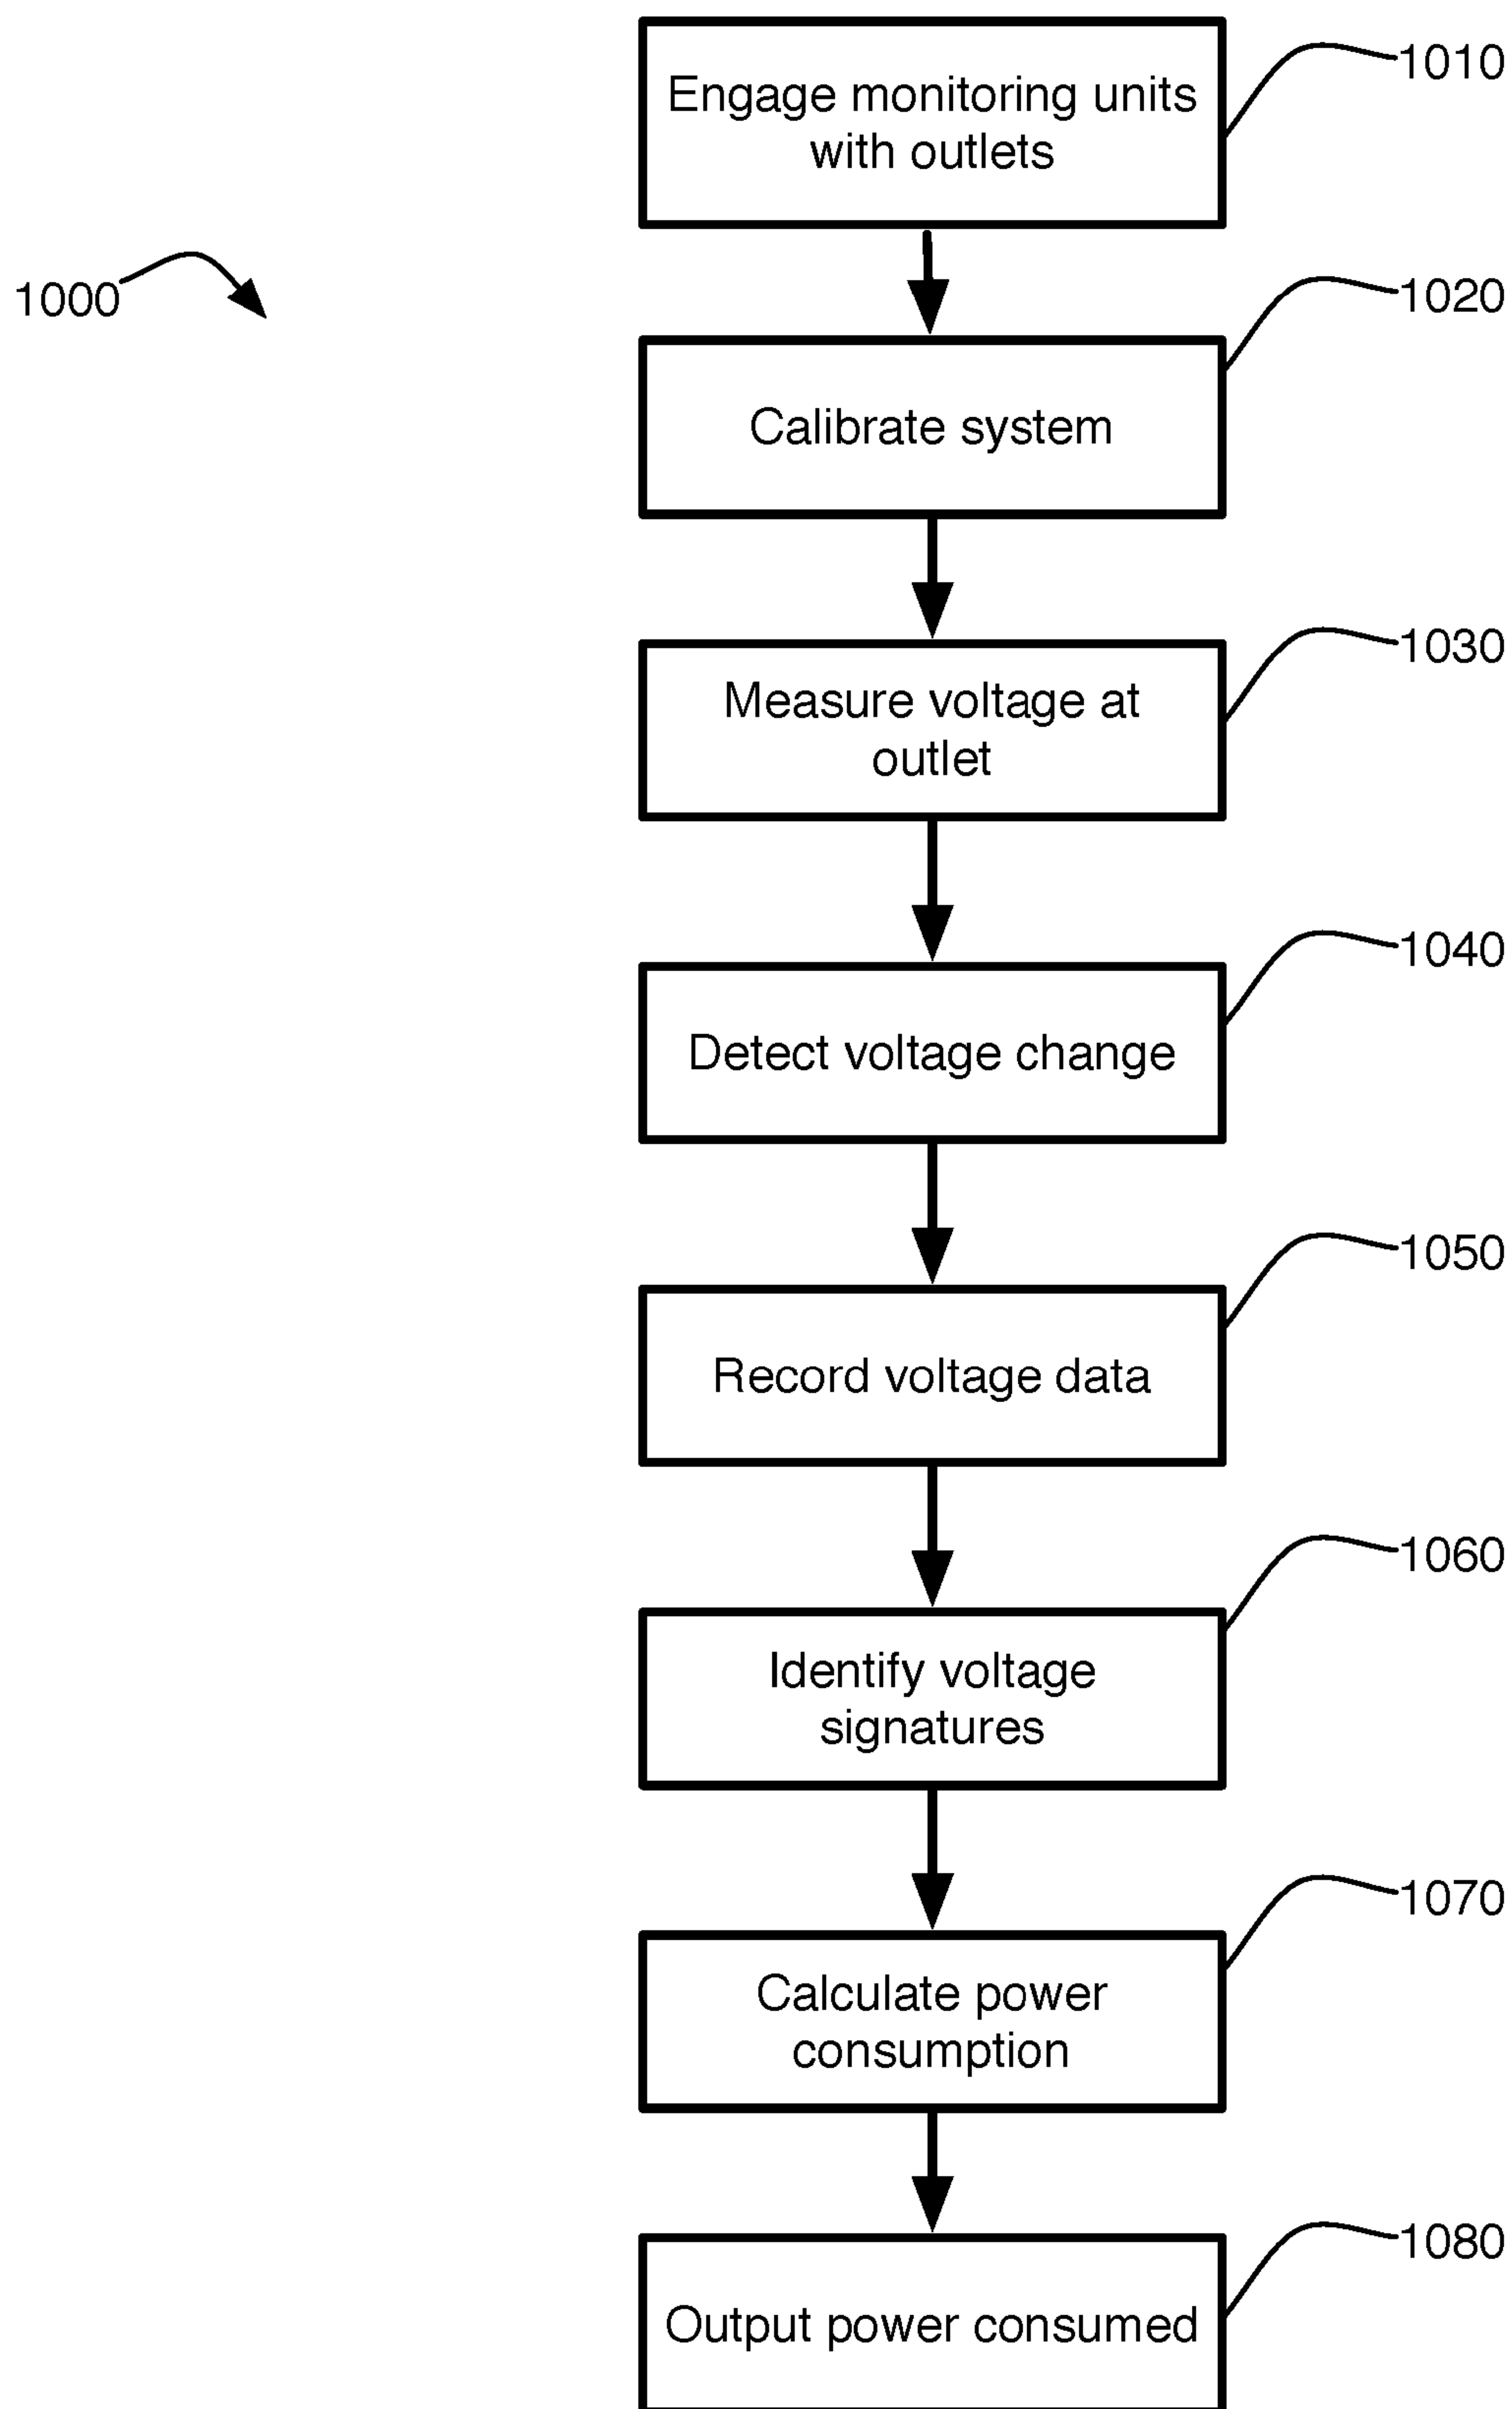 Engage monitoring units
with outlets
1010
1000
Calibrate system
1020
Measure voltage at
outlet
1030
Detect voltage change
1040
Record voltage data
1050
Identify voltage
signatures
1060
Calculate power
consumption
1070
Output power consumed
1080